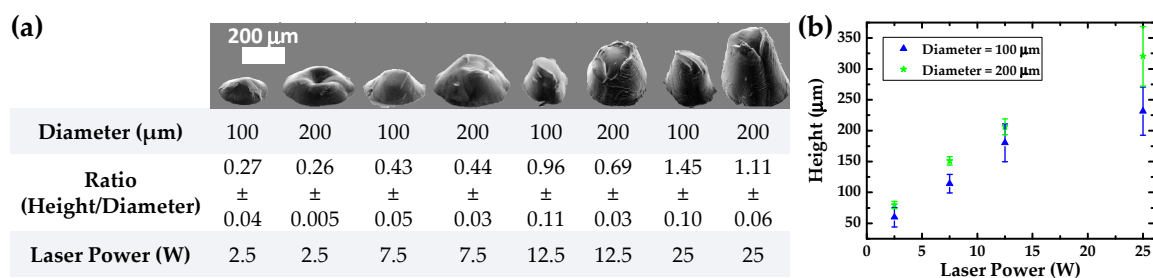 (a)
200 μm
Diameter (μm) 100 200 100 200 100 200 100 200
Ratio (Height/Diameter) 0.27 ± 0.04 0.26 ± 0.005 0.43 ± 0.05 0.44 ± 0.03 0.96 ± 0.11 0.69 ± 0.03 1.45 ± 0.10 1.11 ± 0.06
Laser Power (W) 2.5 2.5 7.5 7.5 12.5 12.5 25 25
(b)
Height (μm)
350
300
250
200
150
100
50
Diameter = 100 μm
Diameter = 200 μm
0 5 10 15 20 25
Laser Power (W)